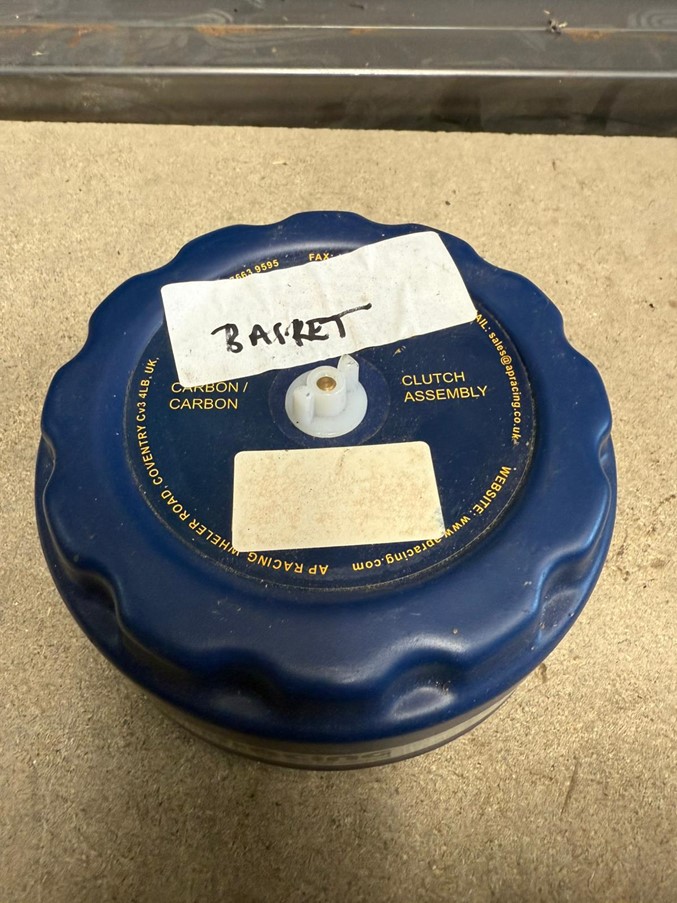 663 9595
FAX:
BASKET
CARBON /
CARBON
CLUTCH
ASSEMBLY
AP RACING, WHELER ROAD, COVENTRY Cv3 4LB, UK.
AIL: sales@apracing.co.uk
WEBSITE: www.apracing.com